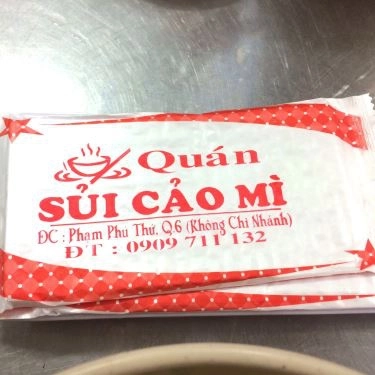 Quán
SỦI CẢO MÌ
ĐC : Phạm Phú Thứ, Q.6 (Không Chi Nhánh)
ĐT : 0909 711 132